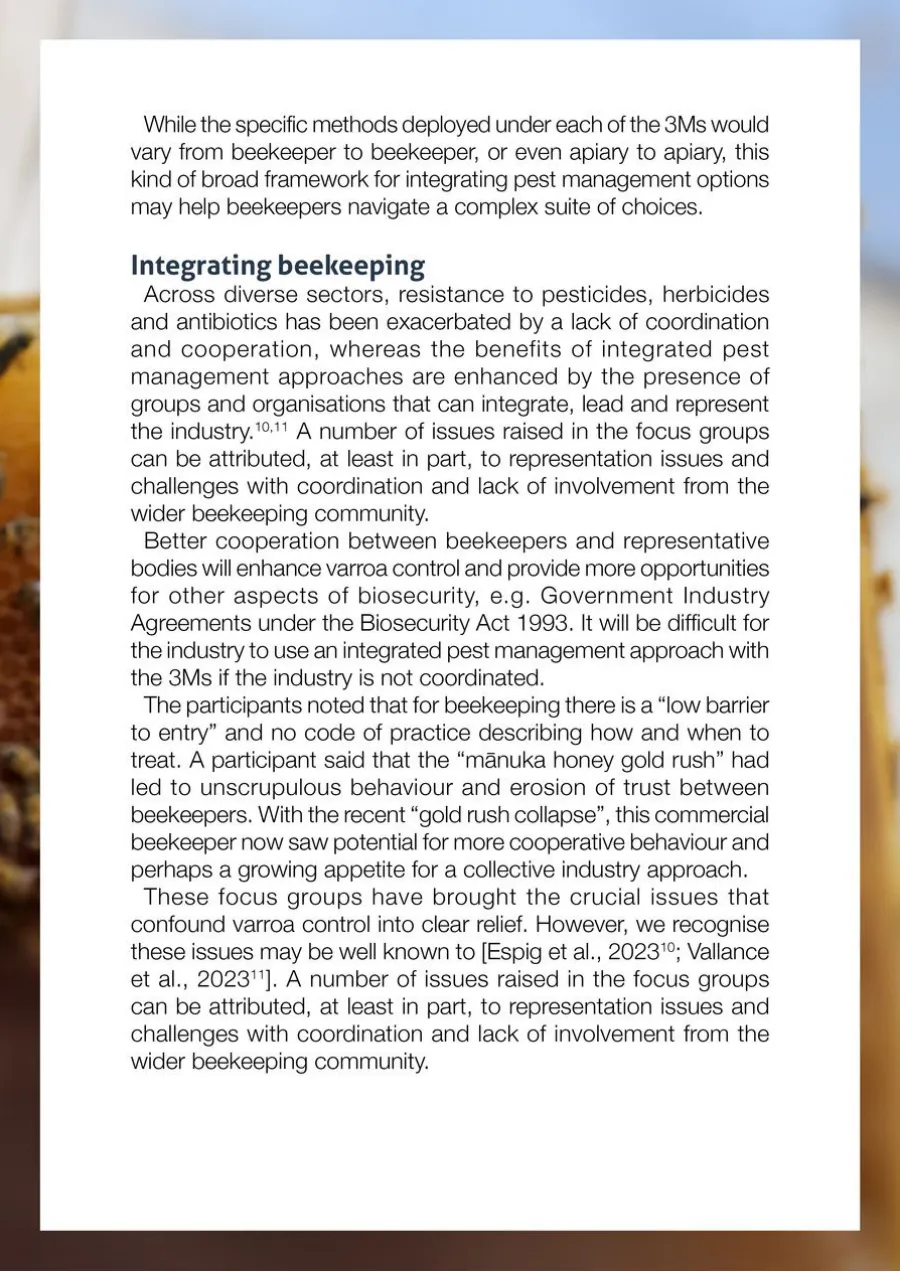 While the specific methods deployed under each of the 3Ms would
vary from beekeeper to beekeeper, or even apiary to apiary, this
kind of broad framework for integrating pest management options
may help beekeepers navigate a complex suite of choices.
Integrating beekeeping
Across diverse sectors, resistance to pesticides, herbicides
and antibiotics has been exacerbated by a lack of coordination
and cooperation, whereas the benefits of integrated pest
management approaches are enhanced by the presence of
groups and organisations that can integrate, lead and represent
the industry.¹⁰,¹¹ A number of issues raised in the focus groups
can be attributed, at least in part, to representation issues and
challenges with coordination and lack of involvement from the
wider beekeeping community.
Better cooperation between beekeepers and representative
bodies will enhance varroa control and provide more opportunities
for other aspects of biosecurity, e.g. Government Industry
Agreements under the Biosecurity Act 1993. It will be difficult for
the industry to use an integrated pest management approach with
the 3Ms if the industry is not coordinated.
The participants noted that for beekeeping there is a “low barrier
to entry” and no code of practice describing how and when to
treat. A participant said that the “mānuka honey gold rush” had
led to unscrupulous behaviour and erosion of trust between
beekeepers. With the recent “gold rush collapse”, this commercial
beekeeper now saw potential for more cooperative behaviour and
perhaps a growing appetite for a collective industry approach.
These focus groups have brought the crucial issues that
confound varroa control into clear relief. However, we recognise
these issues may be well known to [Espig et al., 2023¹⁰; Vallance
et al., 2023¹¹]. A number of issues raised in the focus groups
can be attributed, at least in part, to representation issues and
challenges with coordination and lack of involvement from the
wider beekeeping community.